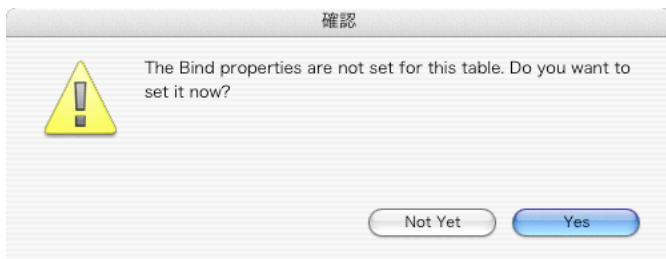 確認
The Bind properties are not set for this table. Do you want to
set it now?
Not Yet
Yes